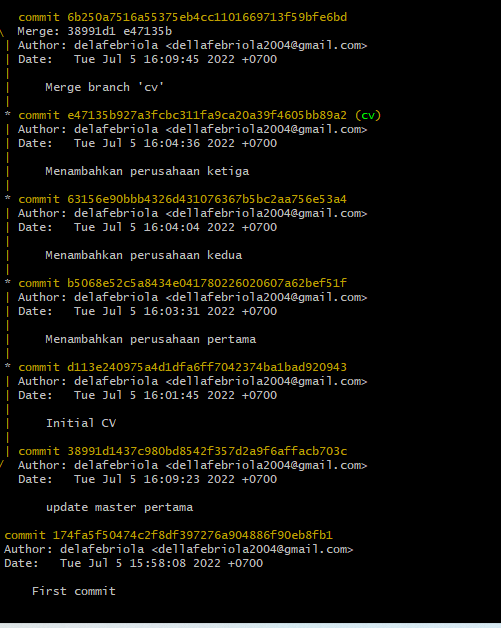 commit 6b250a7516a55375eb4cc1101669713f59bfe6bd
\ Merge: 38991d1 e47135b
| Author: delafebriola <dellafebriola2004@gmail.com>
| Date:   Tue Jul 5 16:09:45 2022 +0700
|
|     Merge branch 'cv'
|
* commit e47135b927a3fcbc311fa9ca20a39f4605bb89a2 (cv)
| Author: delafebriola <dellafebriola2004@gmail.com>
| Date:   Tue Jul 5 16:04:36 2022 +0700
|
|     Menambahkan perusahaan ketiga
|
* commit 63156e90bbb4326d431076367b5bc2aa756e53a4
| Author: delafebriola <dellafebriola2004@gmail.com>
| Date:   Tue Jul 5 16:04:04 2022 +0700
|
|     Menambahkan perusahaan kedua
|
* commit b5068e52c5a8434e041780226020607a62bef51f
| Author: delafebriola <dellafebriola2004@gmail.com>
| Date:   Tue Jul 5 16:03:31 2022 +0700
|
|     Menambahkan perusahaan pertama
|
* commit d113e240975a4d1dfa6ff7042374ba1bad920943
| Author: delafebriola <dellafebriola2004@gmail.com>
| Date:   Tue Jul 5 16:01:45 2022 +0700
|
|     Initial CV
|
| commit 38991d1437c980bd8542f357d2a9f6affacb703c
/ Author: delafebriola <dellafebriola2004@gmail.com>
Date:   Tue Jul 5 16:09:23 2022 +0700
update master pertama
commit 174fa5f50474c2f8df397276a904886f90eb8fb1
Author: delafebriola <dellafebriola2004@gmail.com>
Date:   Tue Jul 5 15:58:08 2022 +0700
First commit